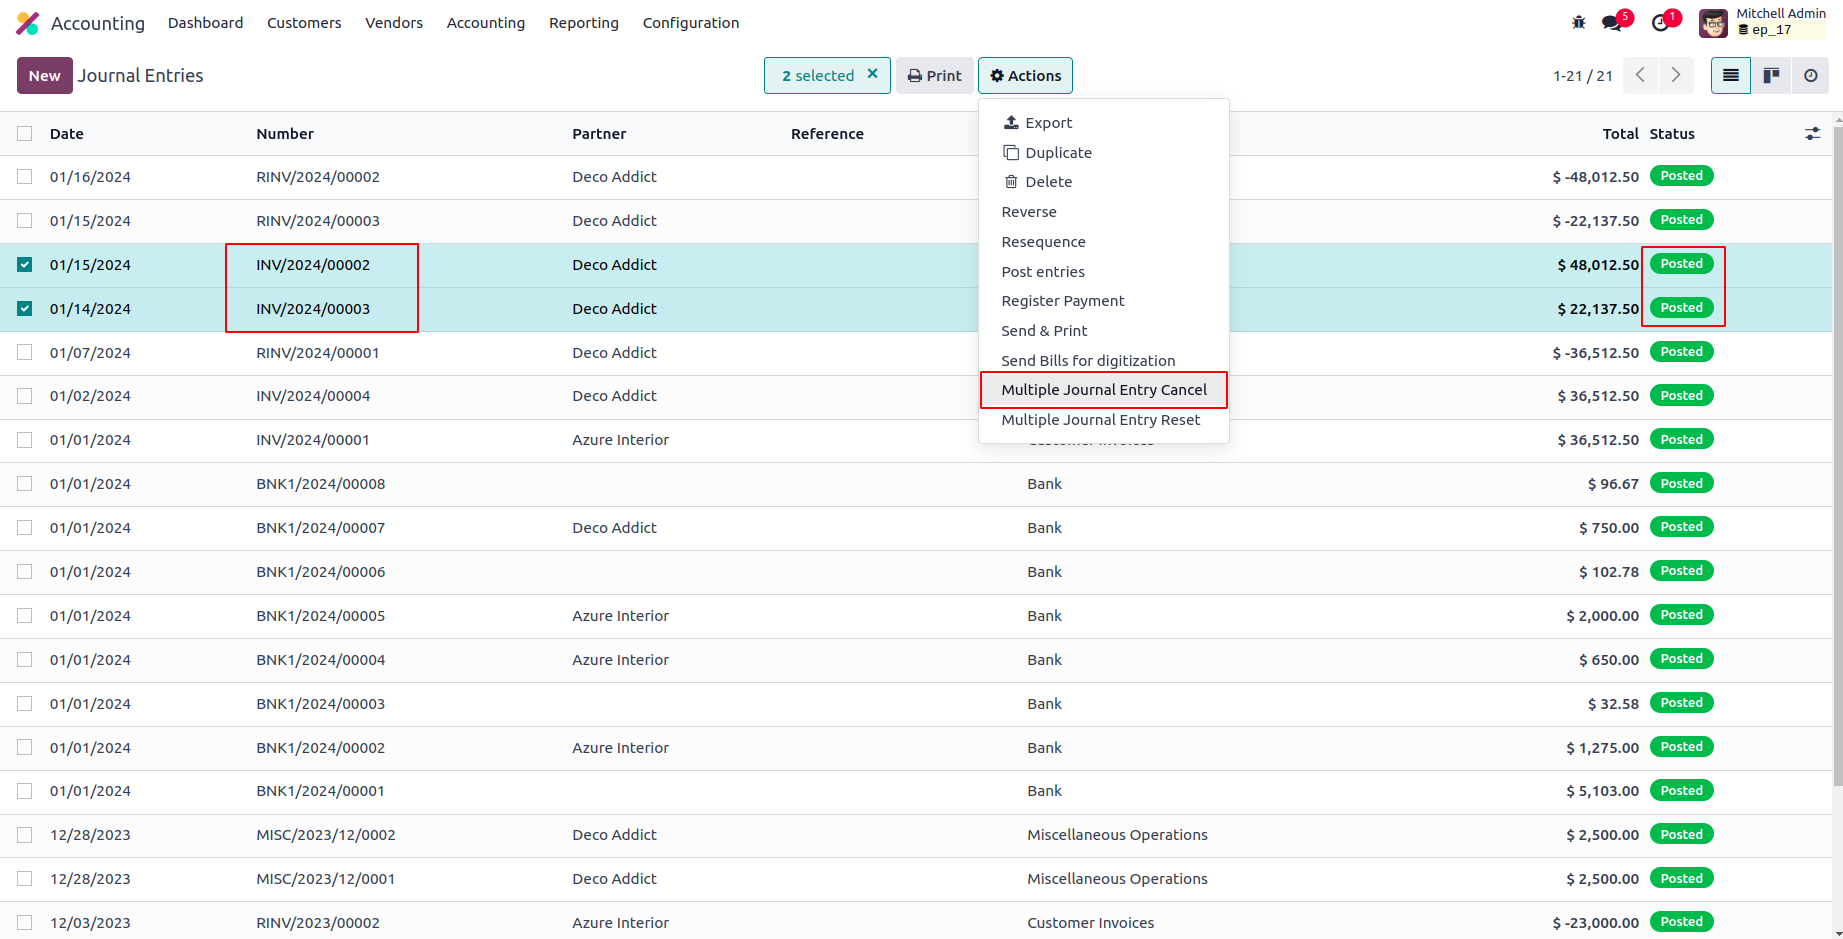 Accounting Dashboard Customers Vendors Accounting Reporting Configuration 5 1 Mitchell Admin
ep_17
New Journal Entries 2 selected × Print Actions 1-21 / 21
Export
Duplicate
Delete
Reverse
Resequence
Post entries
Register Payment
Send & Print
Send Bills for digitization
Multiple Journal Entry Cancel
Multiple Journal Entry Reset
Date Number Partner Reference Total Status
01/16/2024 RINV/2024/00002 Deco Addict $ -48,012.50 Posted
01/15/2024 RINV/2024/00003 Deco Addict $ -22,137.50 Posted
01/15/2024 INV/2024/00002 Deco Addict $ 48,012.50 Posted
01/14/2024 INV/2024/00003 Deco Addict $ 22,137.50 Posted
01/07/2024 RINV/2024/00001 Deco Addict $ -36,512.50 Posted
01/02/2024 INV/2024/00004 Deco Addict $ 36,512.50 Posted
01/01/2024 INV/2024/00001 Azure Interior $ 36,512.50 Posted
01/01/2024 BNK1/2024/00008 Bank $ 96.67 Posted
01/01/2024 BNK1/2024/00007 Deco Addict Bank $ 750.00 Posted
01/01/2024 BNK1/2024/00006 Bank $ 102.78 Posted
01/01/2024 BNK1/2024/00005 Azure Interior Bank $ 2,000.00 Posted
01/01/2024 BNK1/2024/00004 Azure Interior Bank $ 650.00 Posted
01/01/2024 BNK1/2024/00003 Bank $ 32.58 Posted
01/01/2024 BNK1/2024/00002 Azure Interior Bank $ 1,275.00 Posted
01/01/2024 BNK1/2024/00001 Bank $ 5,103.00 Posted
12/28/2023 MISC/2023/12/0002 Deco Addict Miscellaneous Operations $ 2,500.00 Posted
12/28/2023 MISC/2023/12/0001 Deco Addict Miscellaneous Operations $ 2,500.00 Posted
12/03/2023 RINV/2023/00002 Azure Interior Customer Invoices $ -23,000.00 Posted